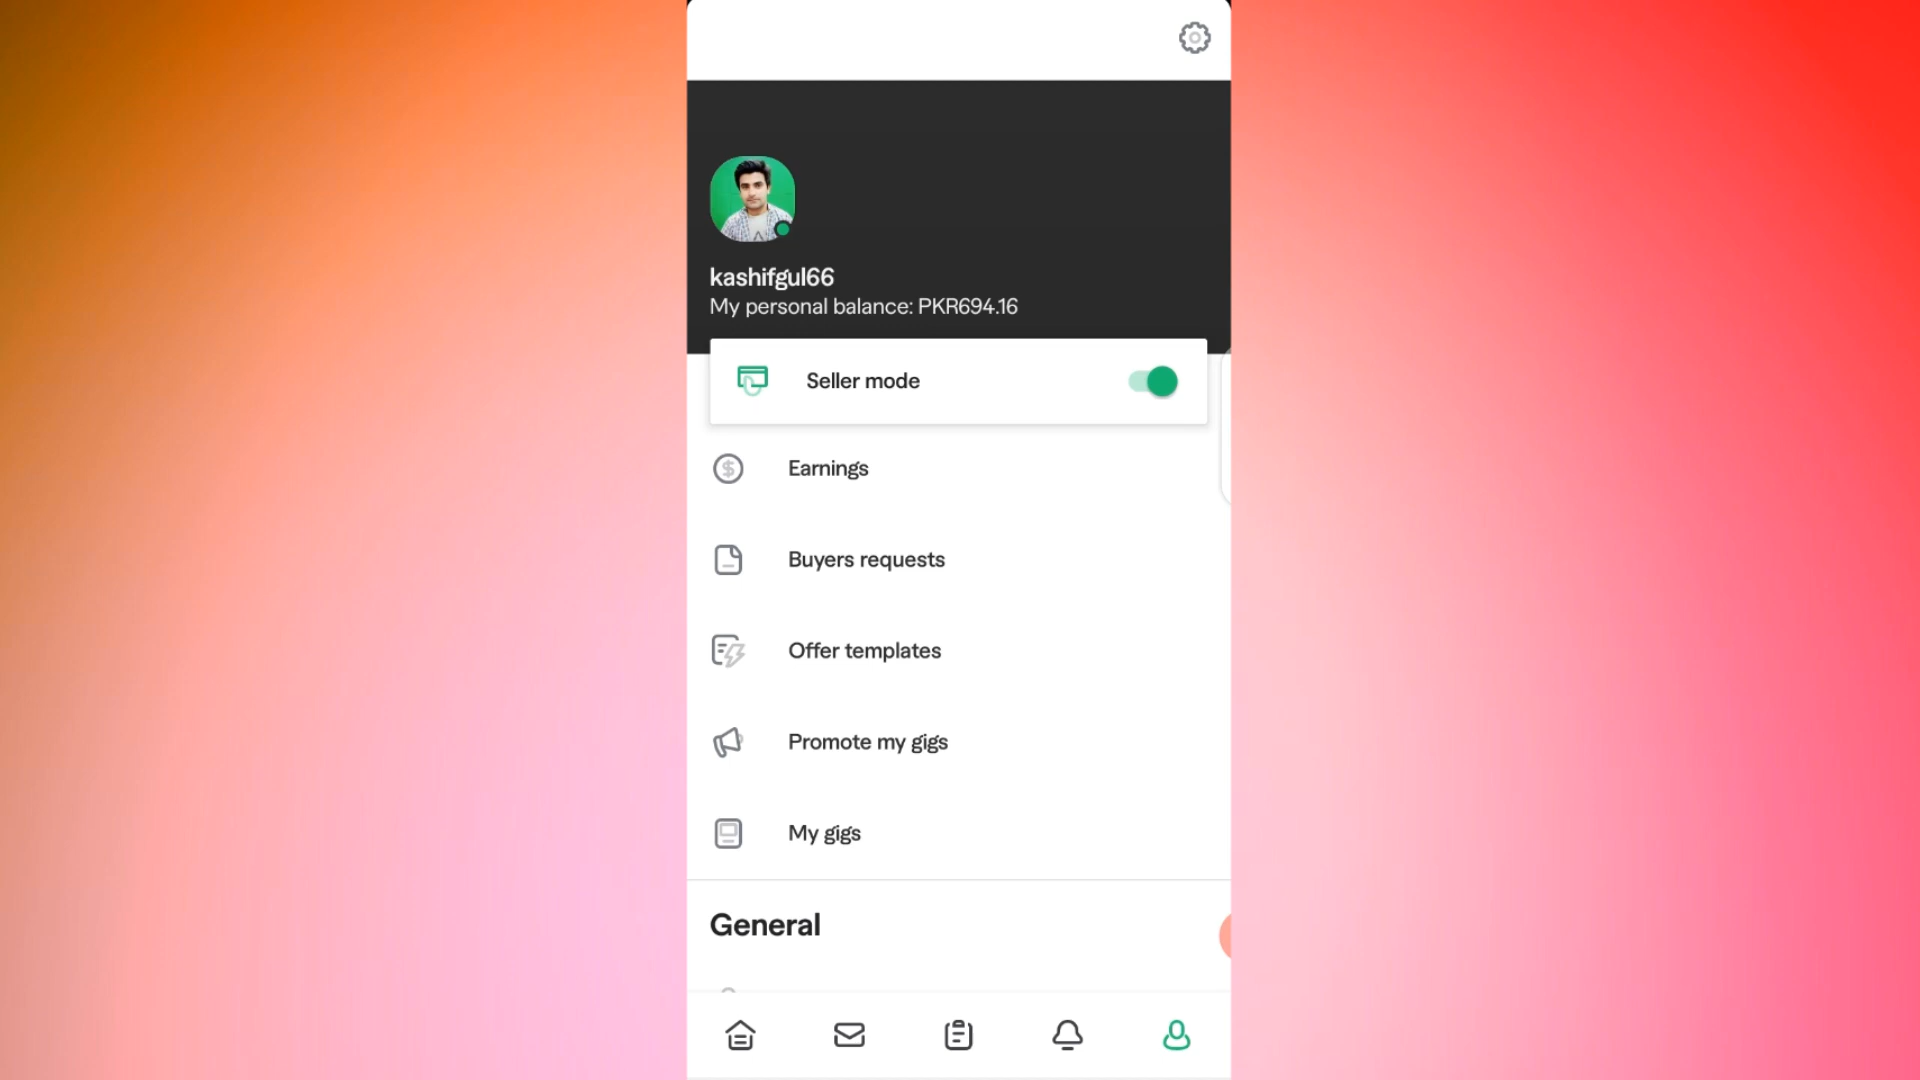 kashifgul66
My personal balance: PKR694.16
Seller mode
Earnings
Buyers requests
Offer templates
Promote my gigs
My gigs
General